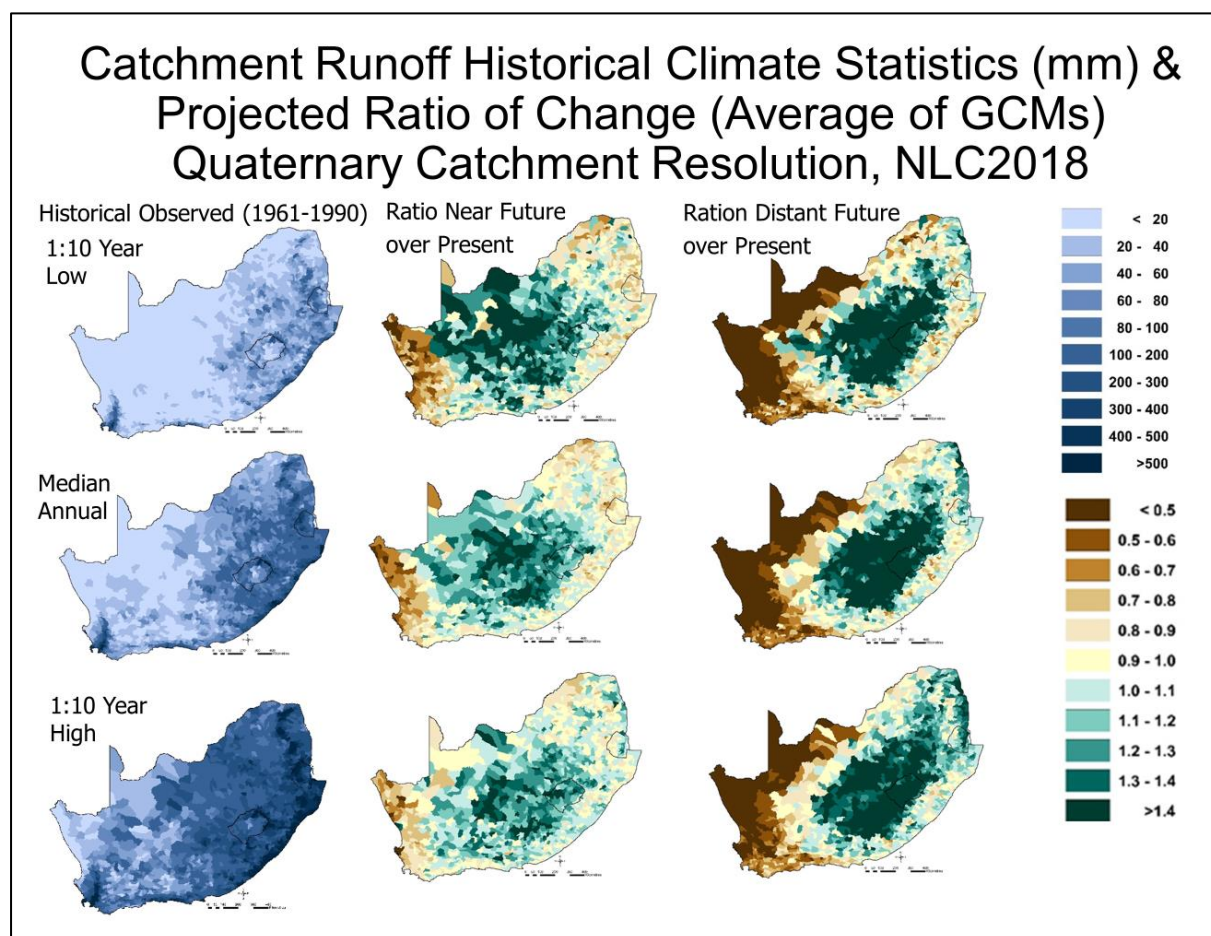 Catchment Runoff Historical Climate Statistics (mm) &
Projected Ratio of Change (Average of GCMs)
Quaternary Catchment Resolution, NLC2018
Historical Observed (1961-1990)
1:10 Year
Low
Ratio Near Future
over Present
Ration Distant Future
over Present
Median
Annual
1:10 Year
High
< 20
20 - 40
40 - 60
60 - 80
80 - 100
100 - 200
200 - 300
300 - 400
400 - 500
>500
< 0.5
0.5 - 0.6
0.6 - 0.7
0.7 - 0.8
0.8 - 0.9
0.9 - 1.0
1.0 - 1.1
1.1 - 1.2
1.2 - 1.3
1.3 - 1.4
>1.4